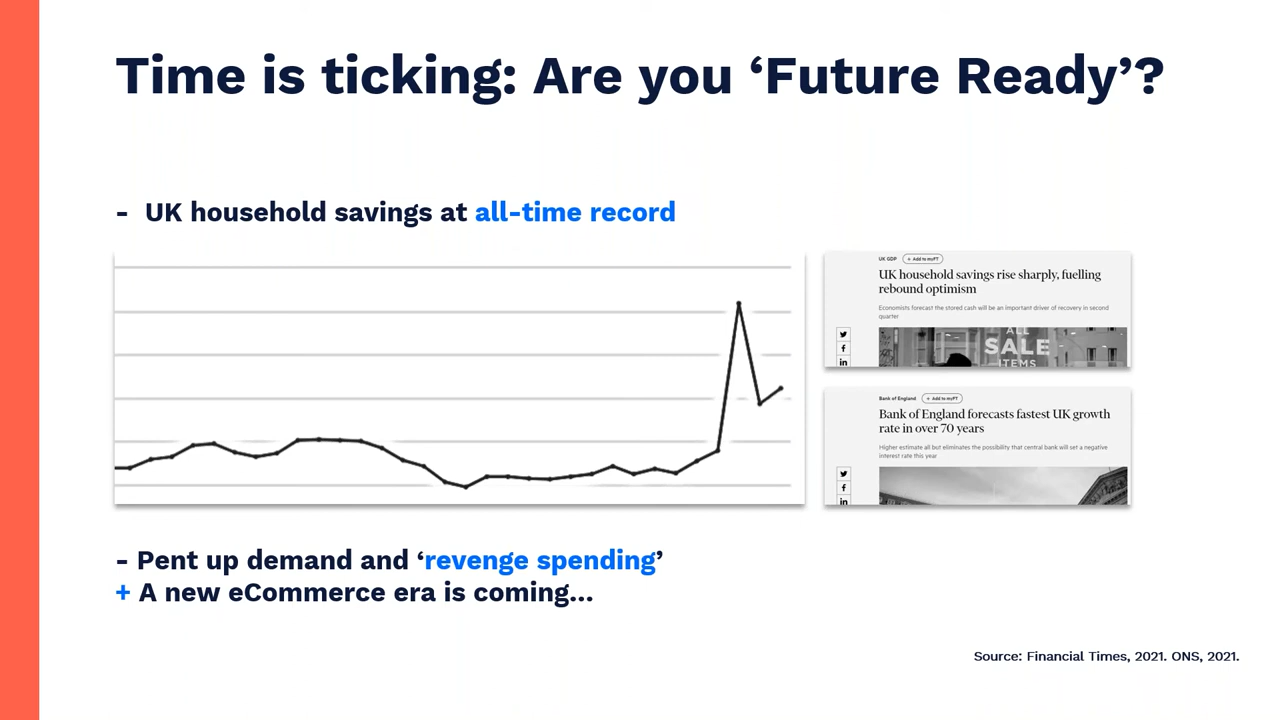 Time is ticking: Are you ‘Future Ready’?
- UK household savings at all-time record
UK GDP + Add to myFT
UK household savings rise sharply, fuelling
rebound optimism
Economists forecast the stored cash will be an important driver of recovery in second
quarter
ALL
SALE
ITEMS
Bank of England + Add to myFT
Bank of England forecasts fastest UK growth
rate in over 70 years
Higher estimate all but eliminates the possibility that central bank will set a negative
interest rate this year
- Pent up demand and ‘revenge spending’
+ A new eCommerce era is coming...
Source: Financial Times, 2021. ONS, 2021.